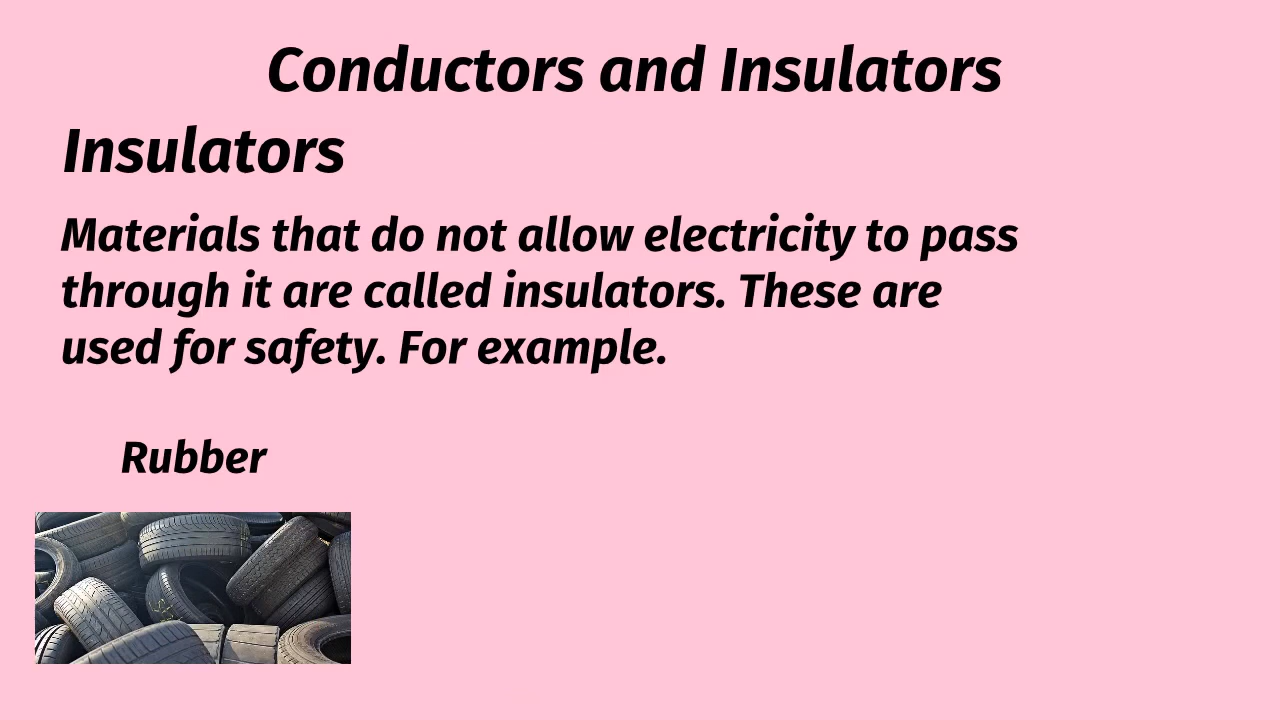 Conductors and Insulators
Insulators
Materials that do not allow electricity to pass
through it are called insulators. These are
used for safety. For example.
Rubber